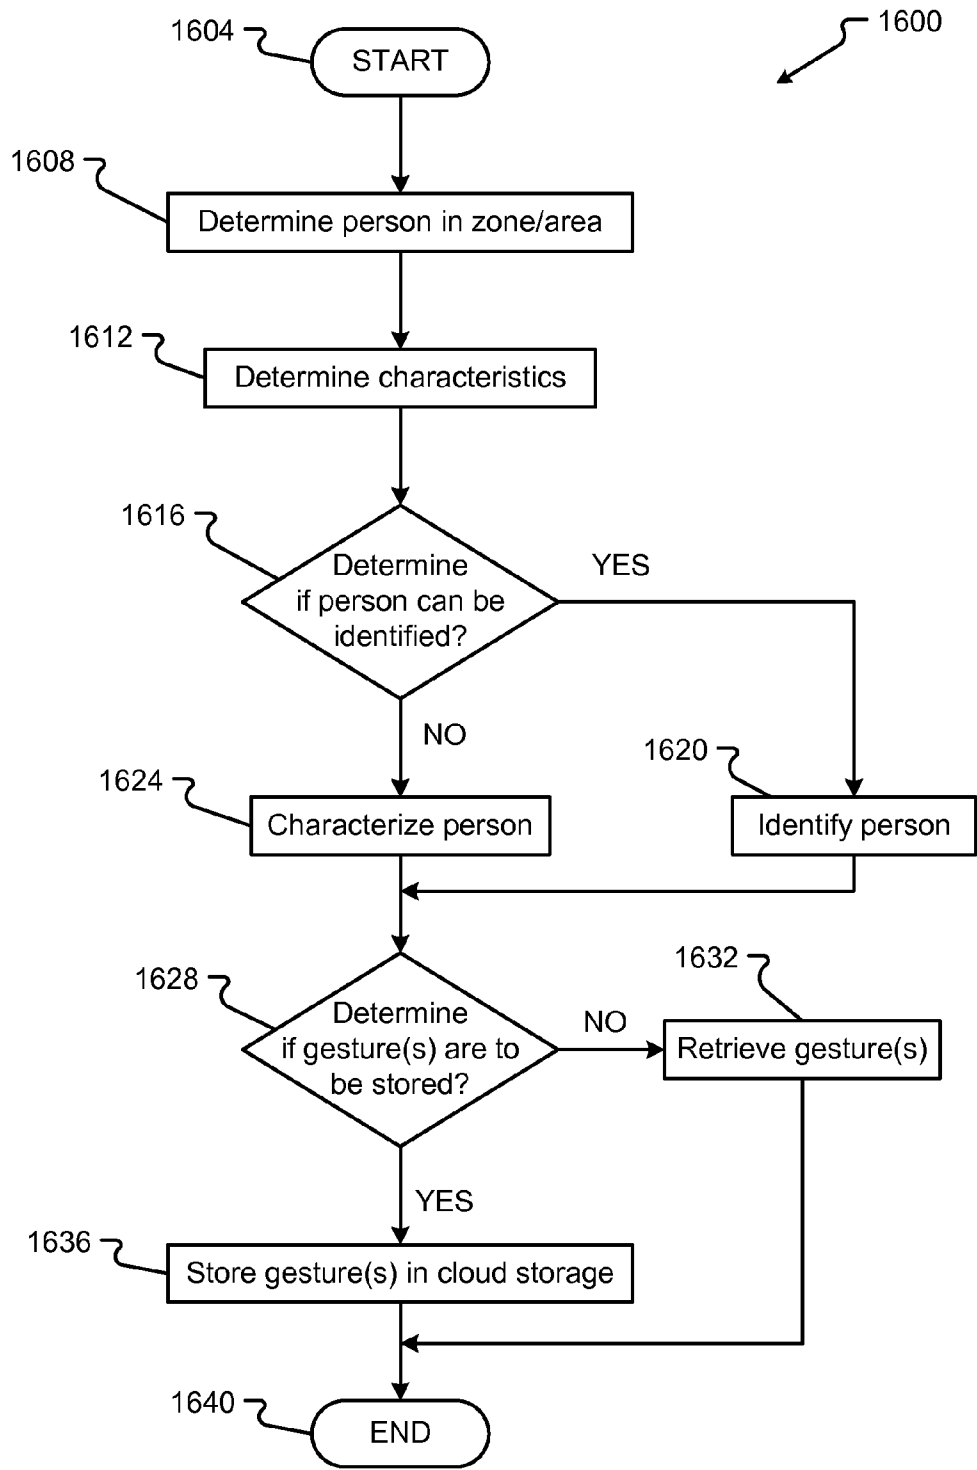 1604
START
1600
1608
Determine person in zone/area
1612
Determine characteristics
1616
Determine
if person can be
identified?
YES
NO
1624
Characterize person
1620
Identify person
1628
Determine
if gesture(s) are to
be stored?
NO
1632
Retrieve gesture(s)
YES
1636
Store gesture(s) in cloud storage
1640
END